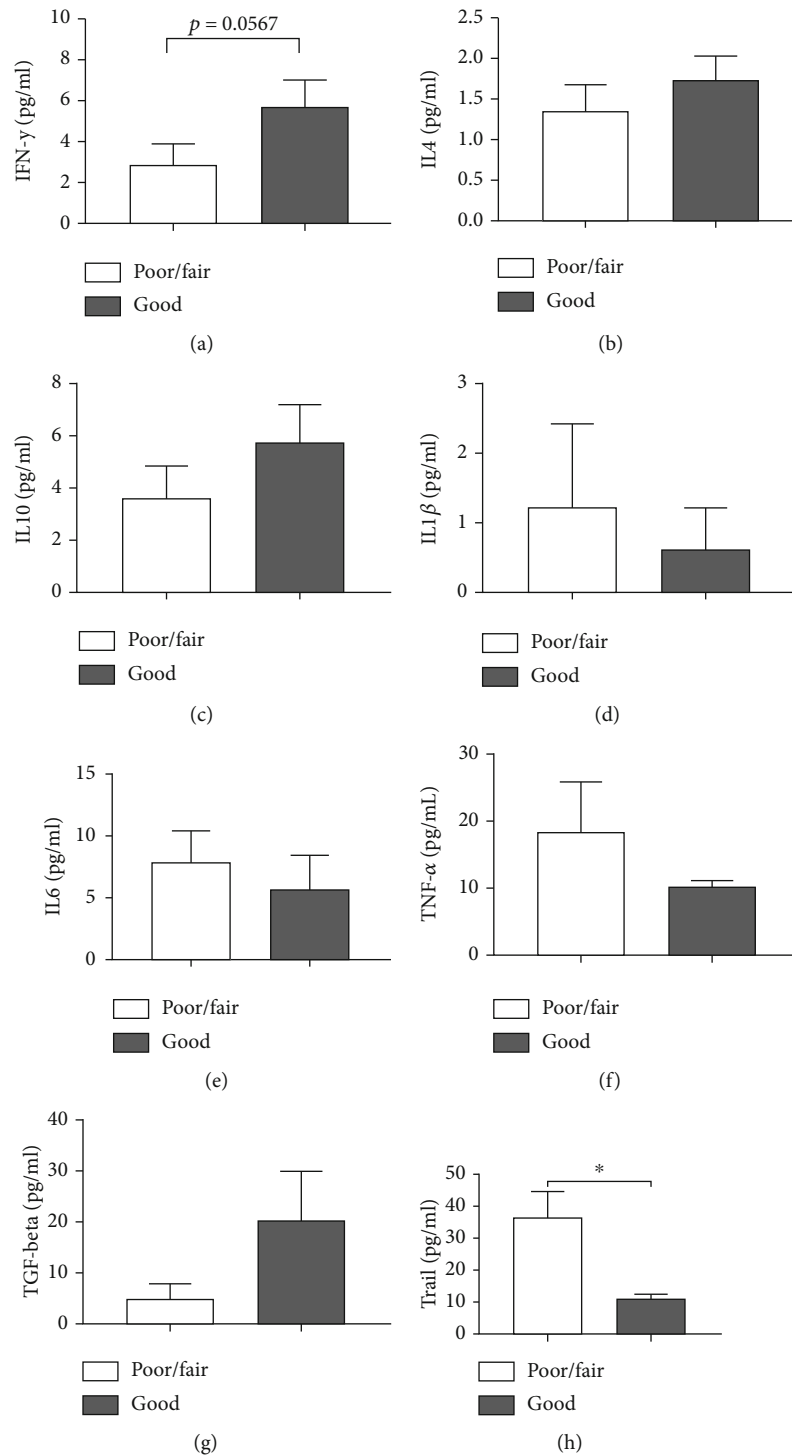 p = 0.0567
10
8
6
4
2
0
IFN-y (pg/ml)
Poor/fair
Good
(a)
2.5
2.0
1.5
1.0
0.5
0.0
IL4 (pg/ml)
Poor/fair
Good
(b)
8
6
4
2
0
IL10 (pg/ml)
Poor/fair
Good
(c)
3
2
1
0
IL1β (pg/ml)
Poor/fair
Good
(d)
15
10
5
0
IL6 (pg/ml)
Poor/fair
Good
(e)
30
20
10
0
TNF-α (pg/mL)
Poor/fair
Good
(f)
40
30
20
10
0
TGF-beta (pg/ml)
Poor/fair
Good
(g)
*
50
40
30
20
10
0
Trail (pg/ml)
Poor/fair
Good
(h)